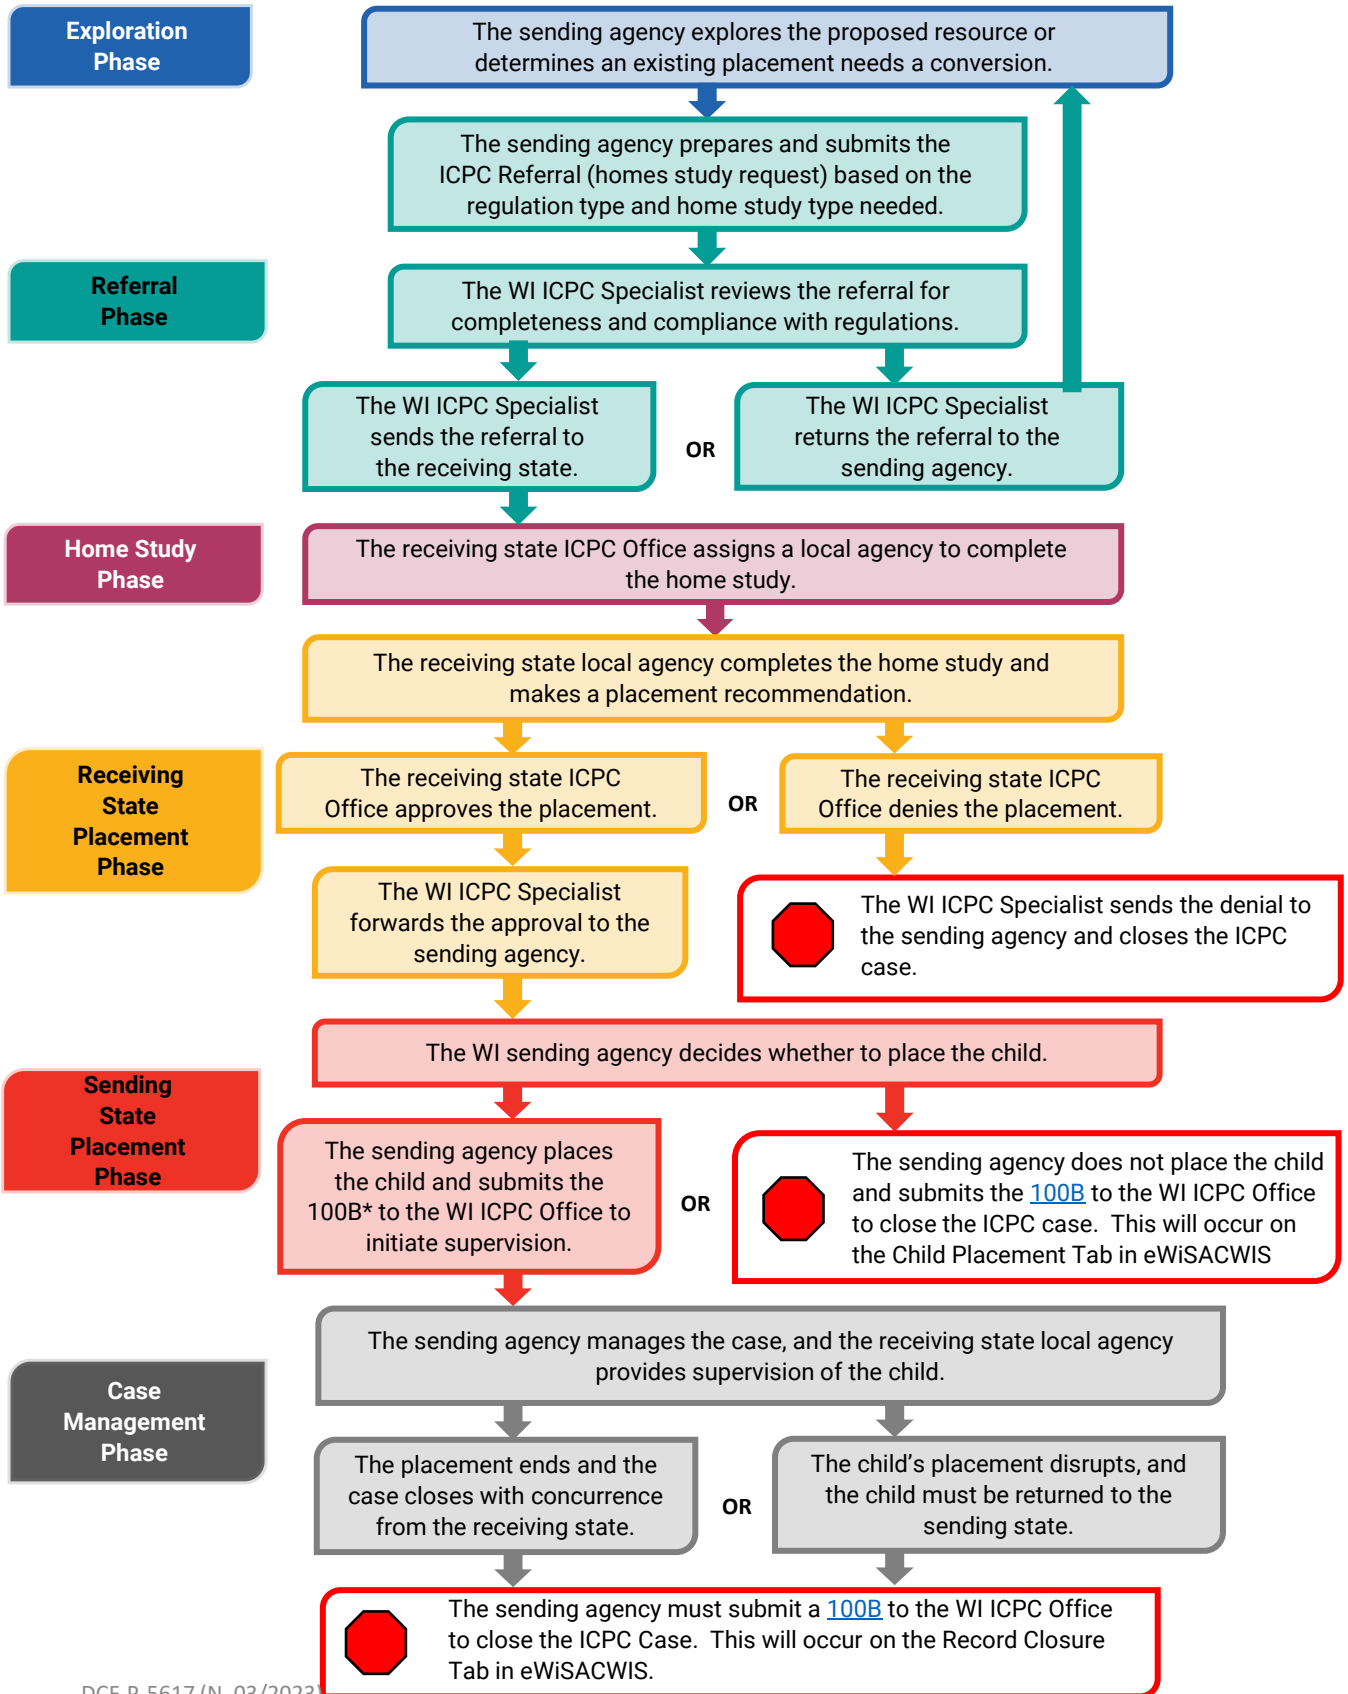 Exploration
Phase
The sending agency explores the proposed resource or
determines an existing placement needs a conversion.
The sending agency prepares and submits the
ICPC Referral (homes study request) based on the
regulation type and home study type needed.
Referral
Phase
The WI ICPC Specialist reviews the referral for
completeness and compliance with regulations.
The WI ICPC Specialist
sends the referral to
the receiving state.
OR
The WI ICPC Specialist
returns the referral to the
sending agency.
Home Study
Phase
The receiving state ICPC Office assigns a local agency to complete
the home study.
The receiving state local agency completes the home study and
makes a placement recommendation.
Receiving
State
Placement
Phase
The receiving state ICPC
Office approves the placement.
OR
The receiving state ICPC
Office denies the placement.
The WI ICPC Specialist
forwards the approval to the
sending agency.
The WI ICPC Specialist sends the denial to
the sending agency and closes the ICPC
case.
The WI sending agency decides whether to place the child.
Sending
State
Placement
Phase
The sending agency places
the child and submits the
100B* to the WI ICPC Office to
initiate supervision.
OR
The sending agency does not place the child
and submits the 100B to the WI ICPC Office
to close the ICPC case.  This will occur on
the Child Placement Tab in eWiSACWIS
The sending agency manages the case, and the receiving state local agency
provides supervision of the child.
Case
Management
Phase
The placement ends and the
case closes with concurrence
from the receiving state.
OR
The child’s placement disrupts, and
the child must be returned to the
sending state.
The sending agency must submit a 100B to the WI ICPC Office
to close the ICPC Case.  This will occur on the Record Closure
Tab in eWiSACWIS.
DCF-P-5617 (N. 03/2023)